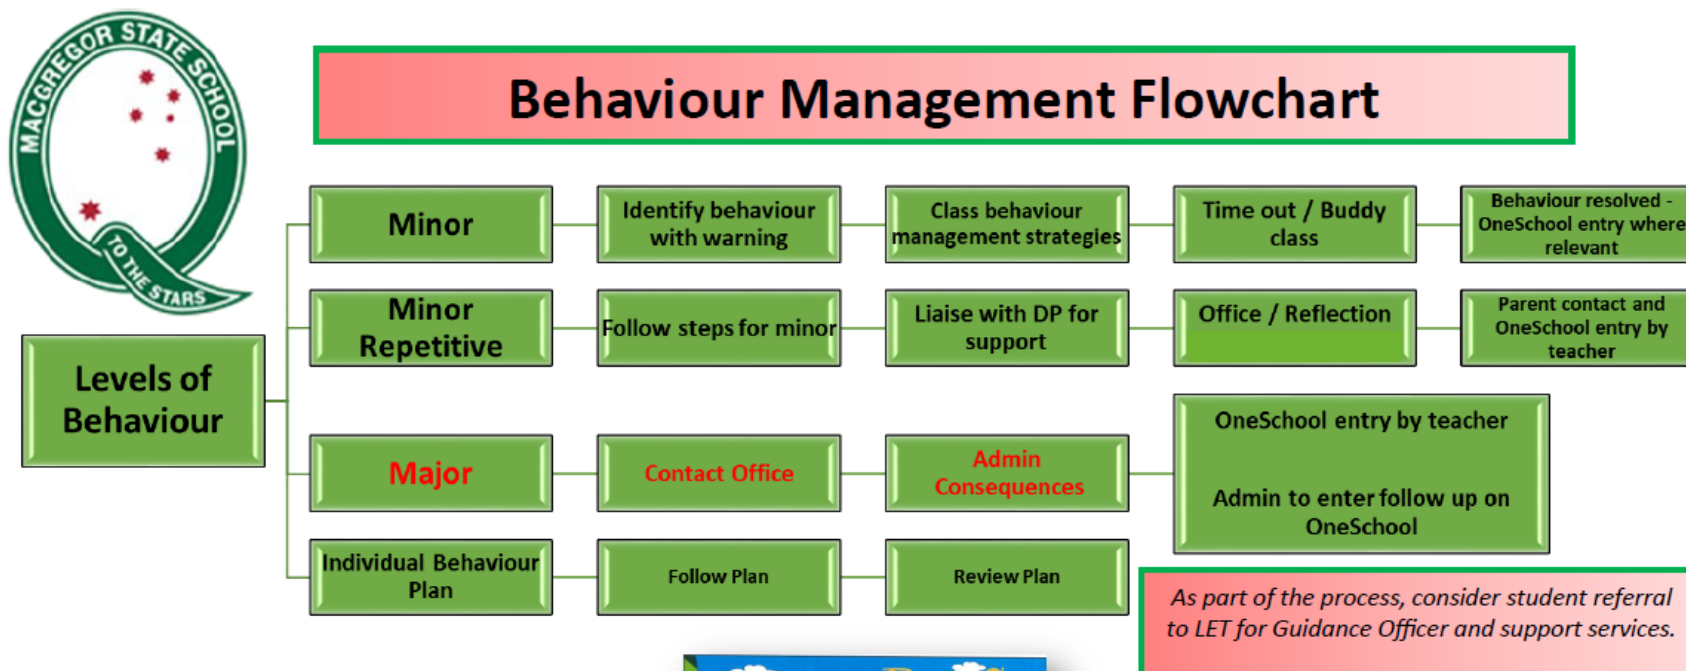 MACGREGOR STATE SCHOOL
TO THE STARS
Behaviour Management Flowchart
Levels of
Behaviour
Minor
Identify behaviour
with warning
Class behaviour
management strategies
Time out / Buddy
class
Behaviour resolved -
OneSchool entry where
relevant
Minor
Repetitive
Follow steps for minor
Liaise with DP for
support
Office / Reflection
Parent contact and
OneSchool entry by
teacher
Major
Contact Office
Admin
Consequences
OneSchool entry by teacher
Admin to enter follow up on
OneSchool
Individual Behaviour
Plan
Follow Plan
Review Plan
As part of the process, consider student referral
to LET for Guidance Officer and support services.